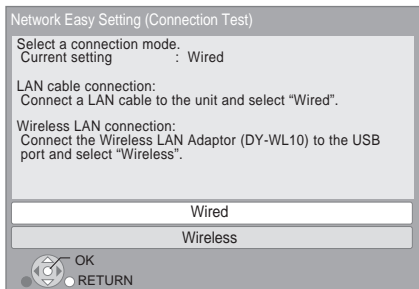 Network Easy Setting (Connection Test)
Select a connection mode.
Current setting : Wired
LAN cable connection:
Connect a LAN cable to the unit and select “Wired”.
Wireless LAN connection:
Connect the Wireless LAN Adaptor (DY-WL10) to the USB
port and select “Wireless”.
Wired
Wireless
OK
RETURN